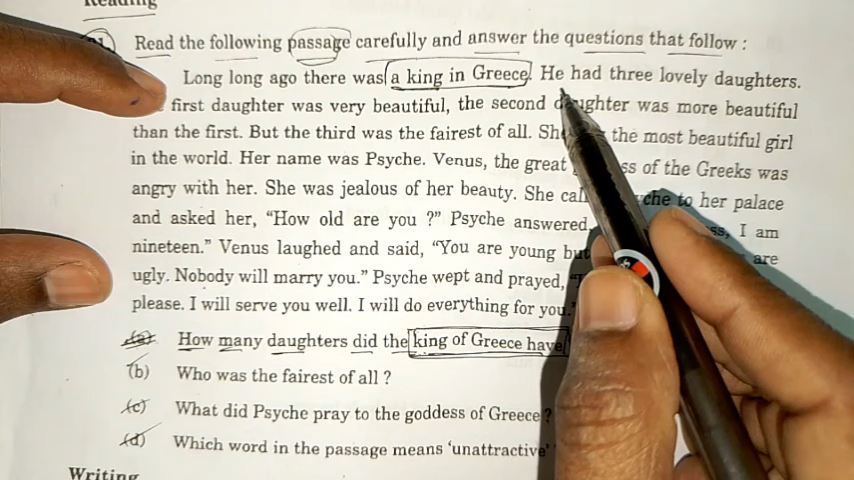 Reading
Read the following passage carefully and answer the questions that follow :
Long long ago there was a king in Greece. He had three lovely daughters.
first daughter was very beautiful, the second daughter was more beautiful
than the first. But the third was the fairest of all. She the most beautiful girl
in the world. Her name was Psyche. Venus, the great of the Greeks was
angry with her. She was jealous of her beauty. She to her palace
and asked her, "How old are you ?" Psyche answered I am
nineteen." Venus laughed and said, "You are young but are
ugly. Nobody will marry you." Psyche wept and prayed,
please. I will serve you well. I will do everything for you."
(a) How many daughters did the king of Greece have
(b) Who was the fairest of all ?
(c) What did Psyche pray to the goddess of Greece ?
(d) Which word in the passage means 'unattractive'
Writing